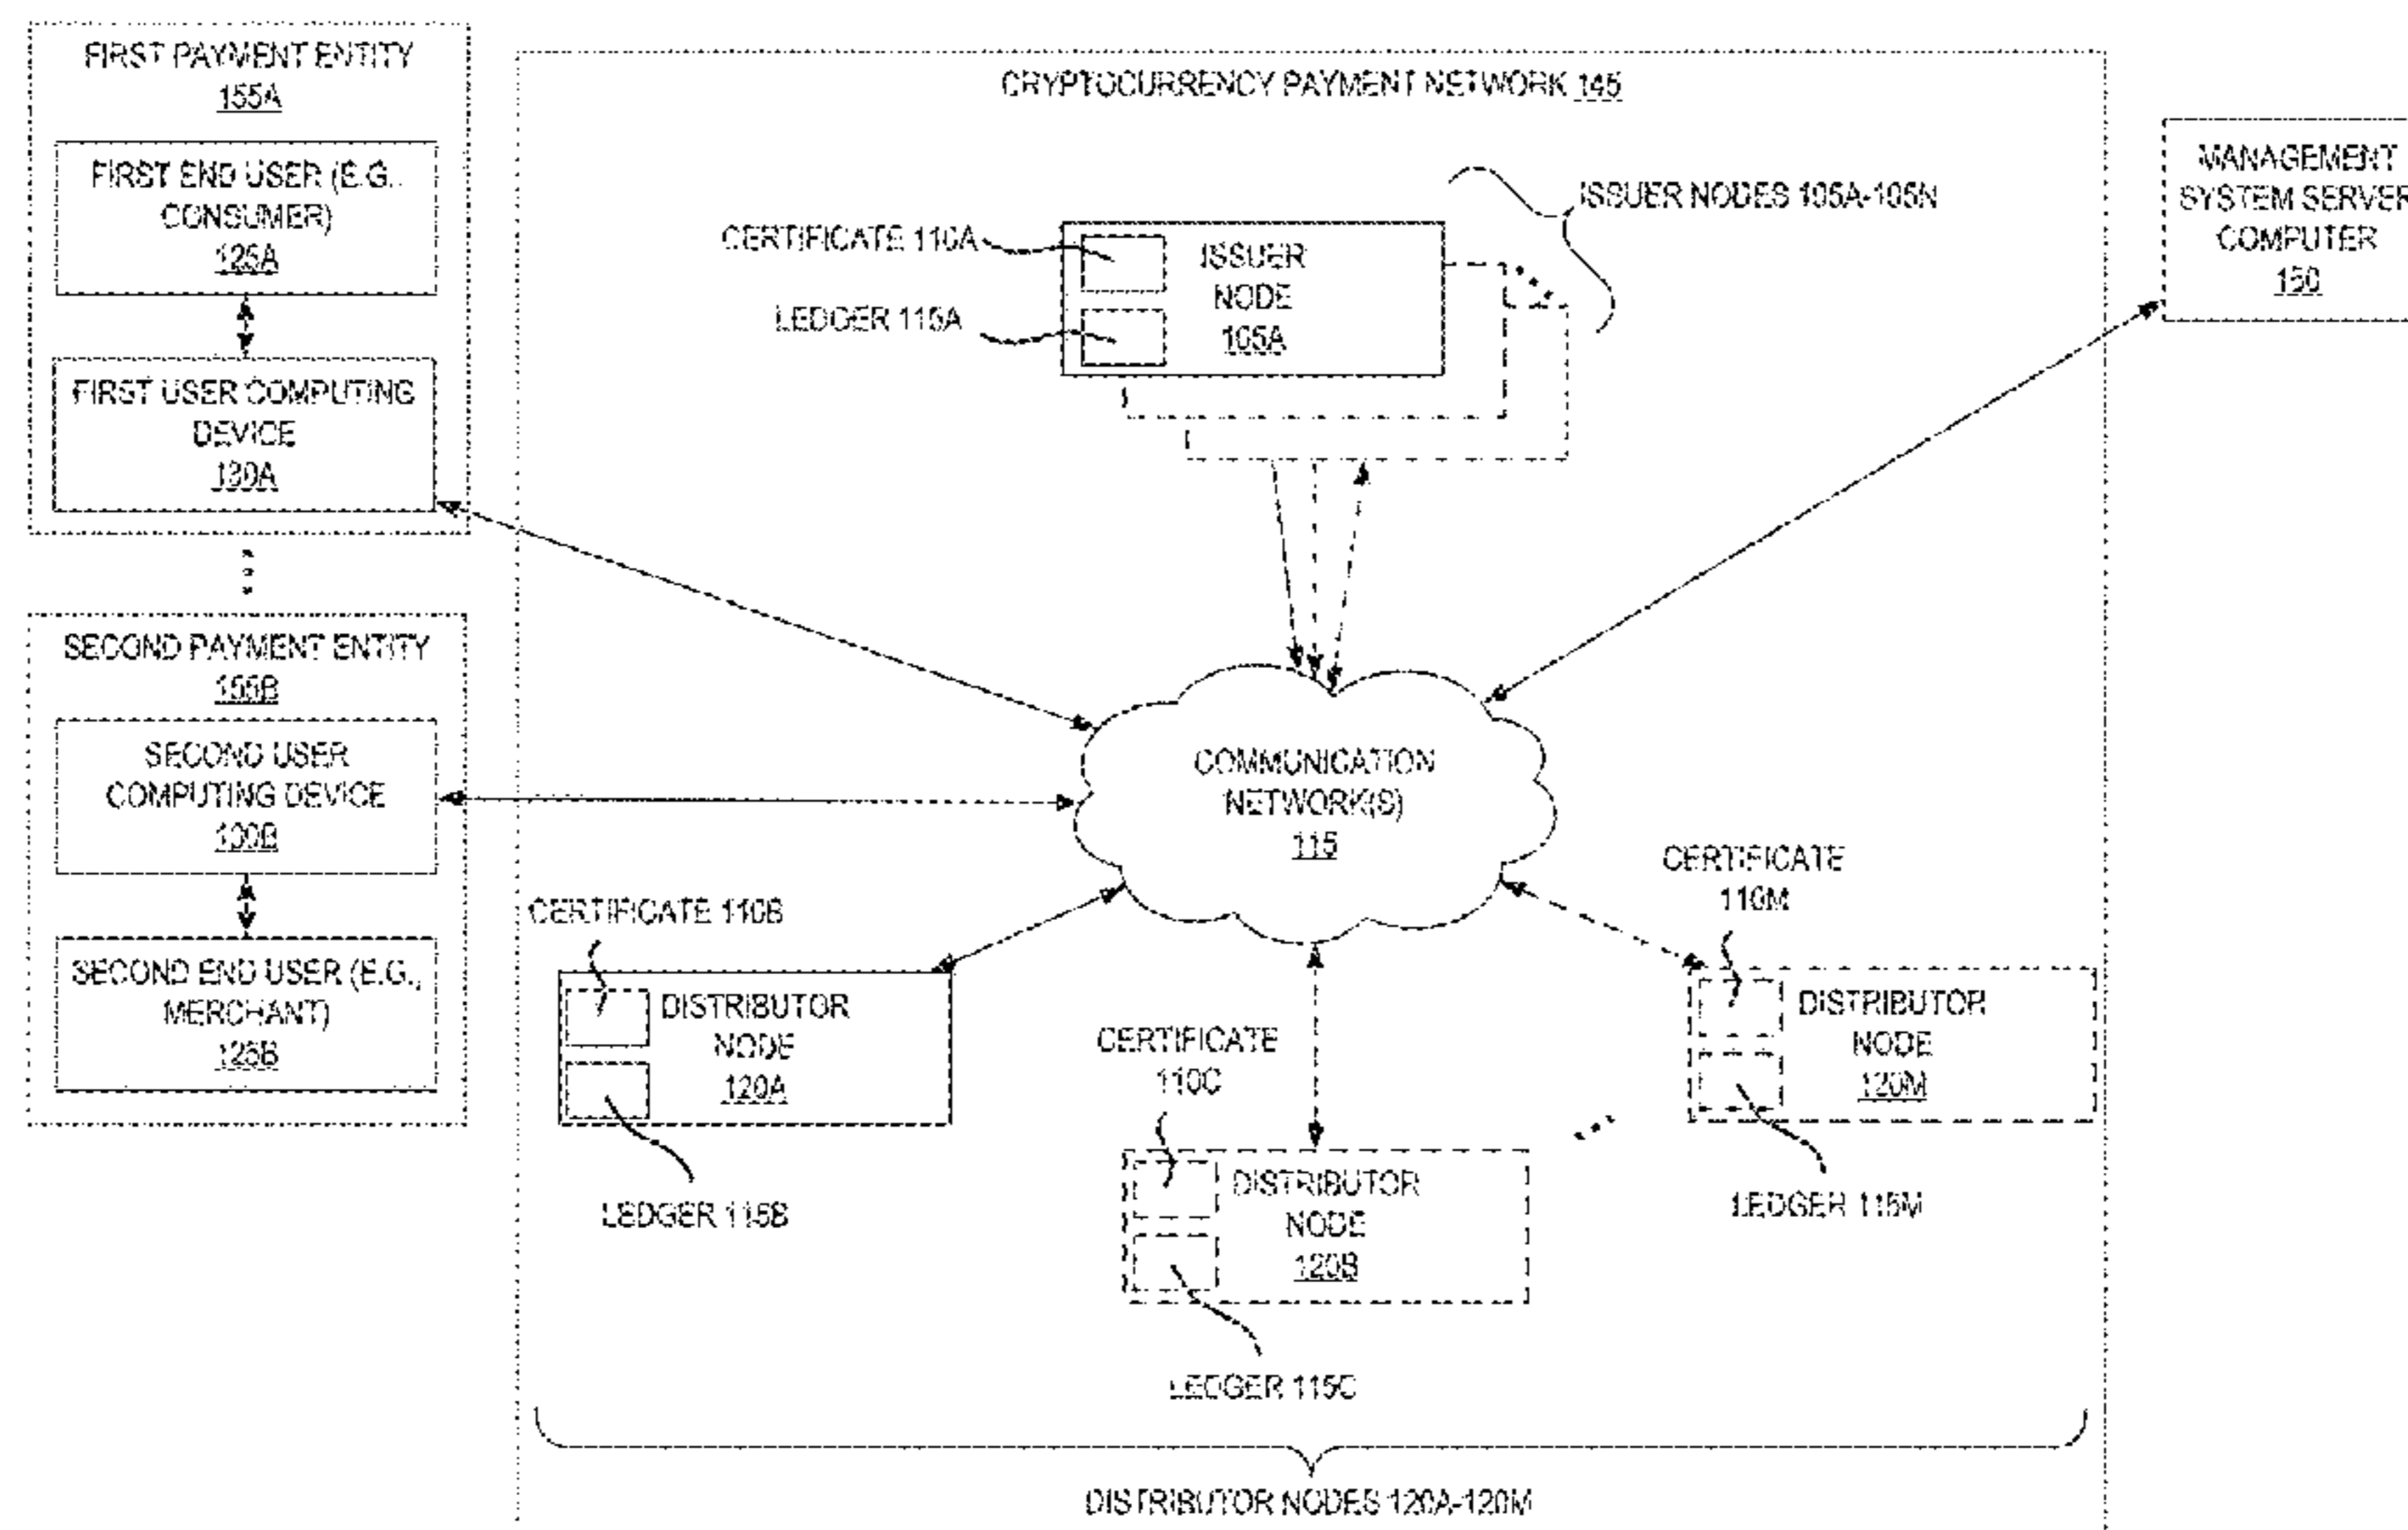 FIRST PAYMENT ENTITY
155A
FIRST END USER (E.G.,
CONSUMER)
125A
FIRST USER COMPUTING
DEVICE
130A
SECOND PAYMENT ENTITY
155B
SECOND USER
COMPUTING DEVICE
130B
SECOND END USER (E.G.,
MERCHANT)
125B
CRYPTOCURRENCY PAYMENT NETWORK 145
ISSUER NODES 105A-105N
CERTIFICATE 110A
LEDGER 115A
ISSUER
NODE
105A
MANAGEMENT
SYSTEM SERVER
COMPUTER
150
COMMUNICATION
NETWORK(S)
115
CERTIFICATE 110B
DISTRIBUTOR
NODE
120A
LEDGER 115B
CERTIFICATE
110C
DISTRIBUTOR
NODE
120B
LEDGER 115C
CERTIFICATE
110M
DISTRIBUTOR
NODE
120M
LEDGER 115M
DISTRIBUTOR NODES 120A-120M